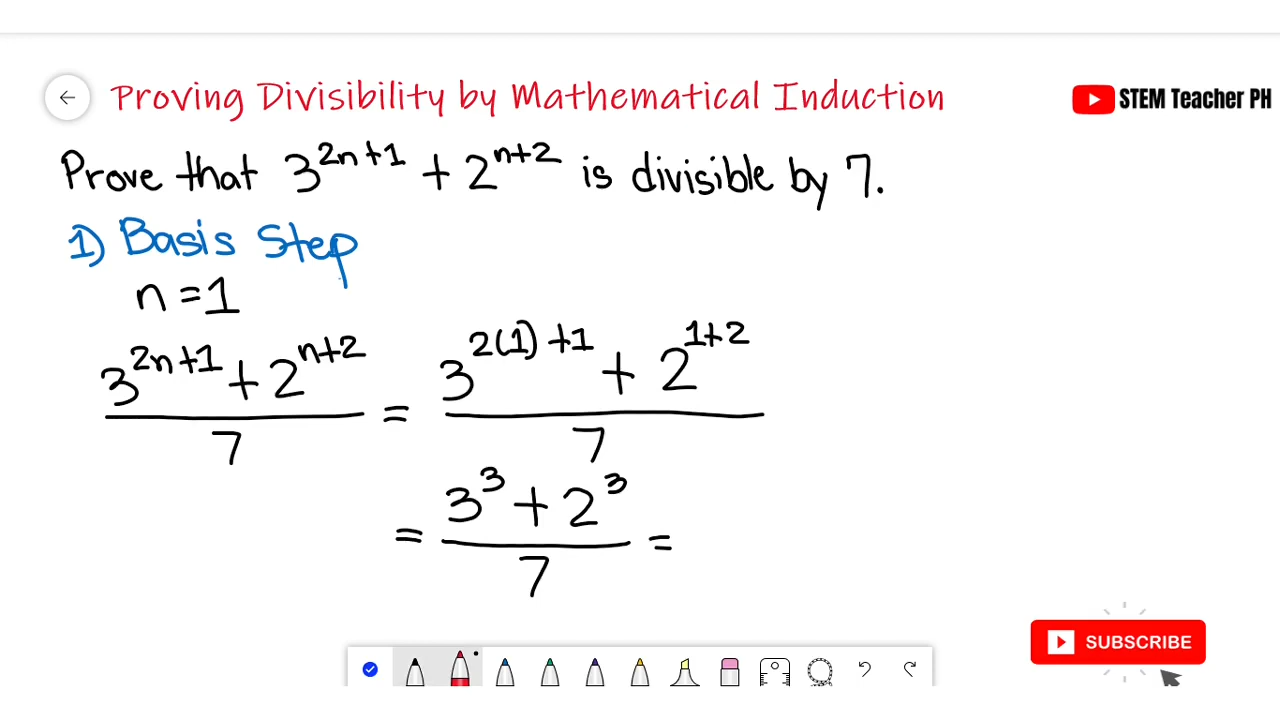 Proving Divisibility by Mathematical Induction
STEM Teacher PH
Prove that 3^(2n+1) + 2^(n+2) is divisible by 7.
1) Basis Step
n = 1
(3^(2n+1) + 2^(n+2))/7 = (3^(2(1)+1) + 2^(1+2))/7
= (3^3 + 2^3)/7 =
SUBSCRIBE